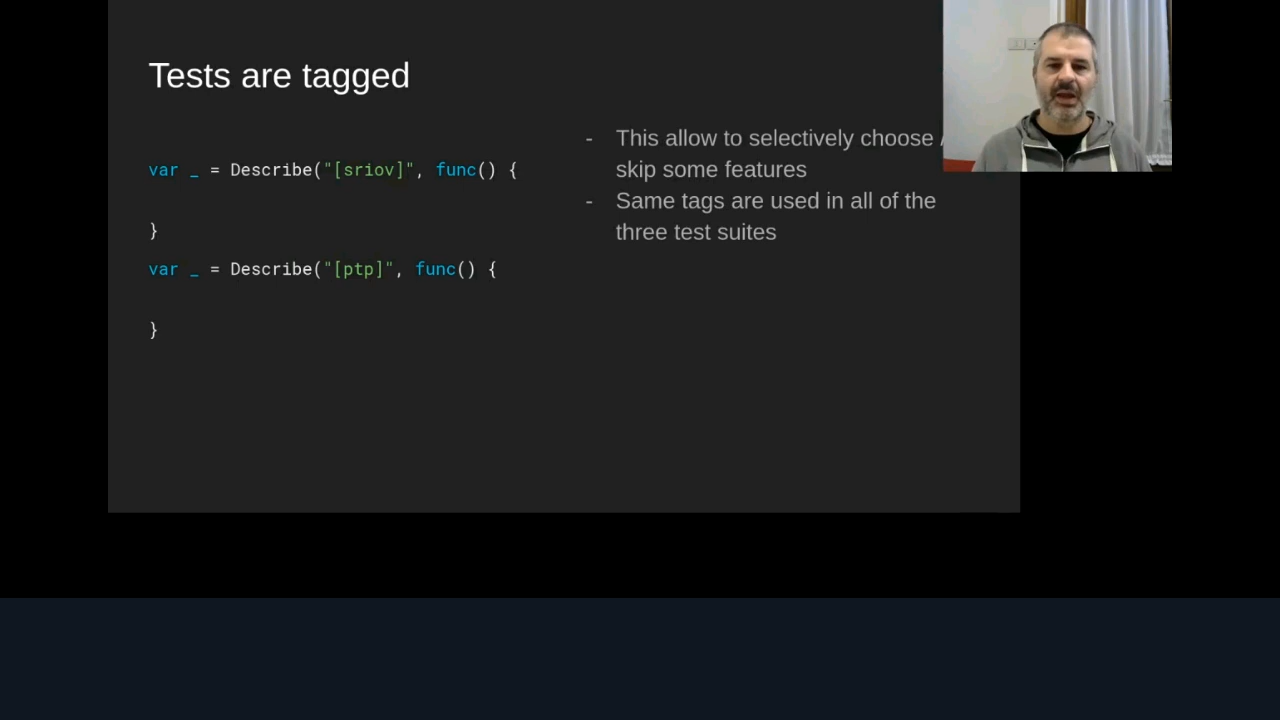 Tests are tagged
var _ = Describe("[sriov]", func() {
}
var _ = Describe("[ptp]", func() {
}
- This allow to selectively choose /
skip some features
- Same tags are used in all of the
three test suites